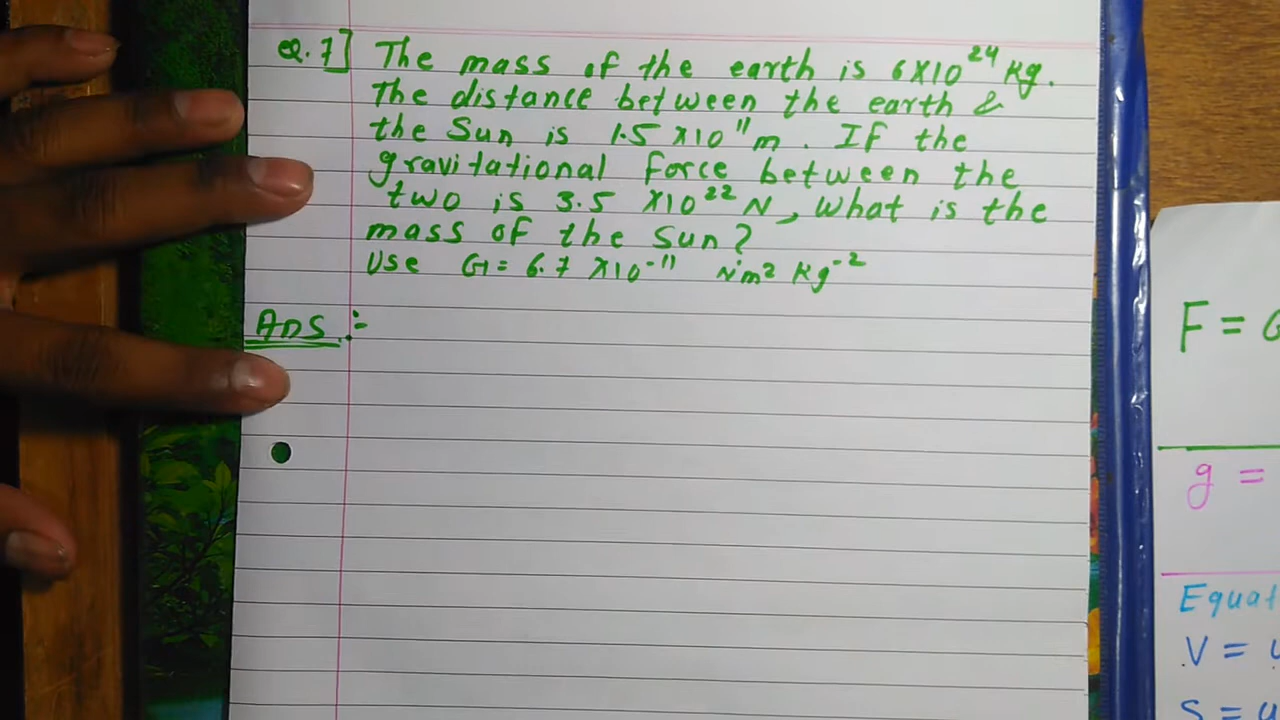 Q.7] The mass of the earth is 6×10²⁴ kg.
The distance between the earth &
the Sun is 1.5 ×10¹¹ m. If the
gravitational force between the
two is 3.5 ×10²² N, What is the
mass of the Sun?
Use G = 6.7 ×10⁻¹¹ N m² kg⁻²
Ans :-
F = G
g =
Equat
V = u
S = u